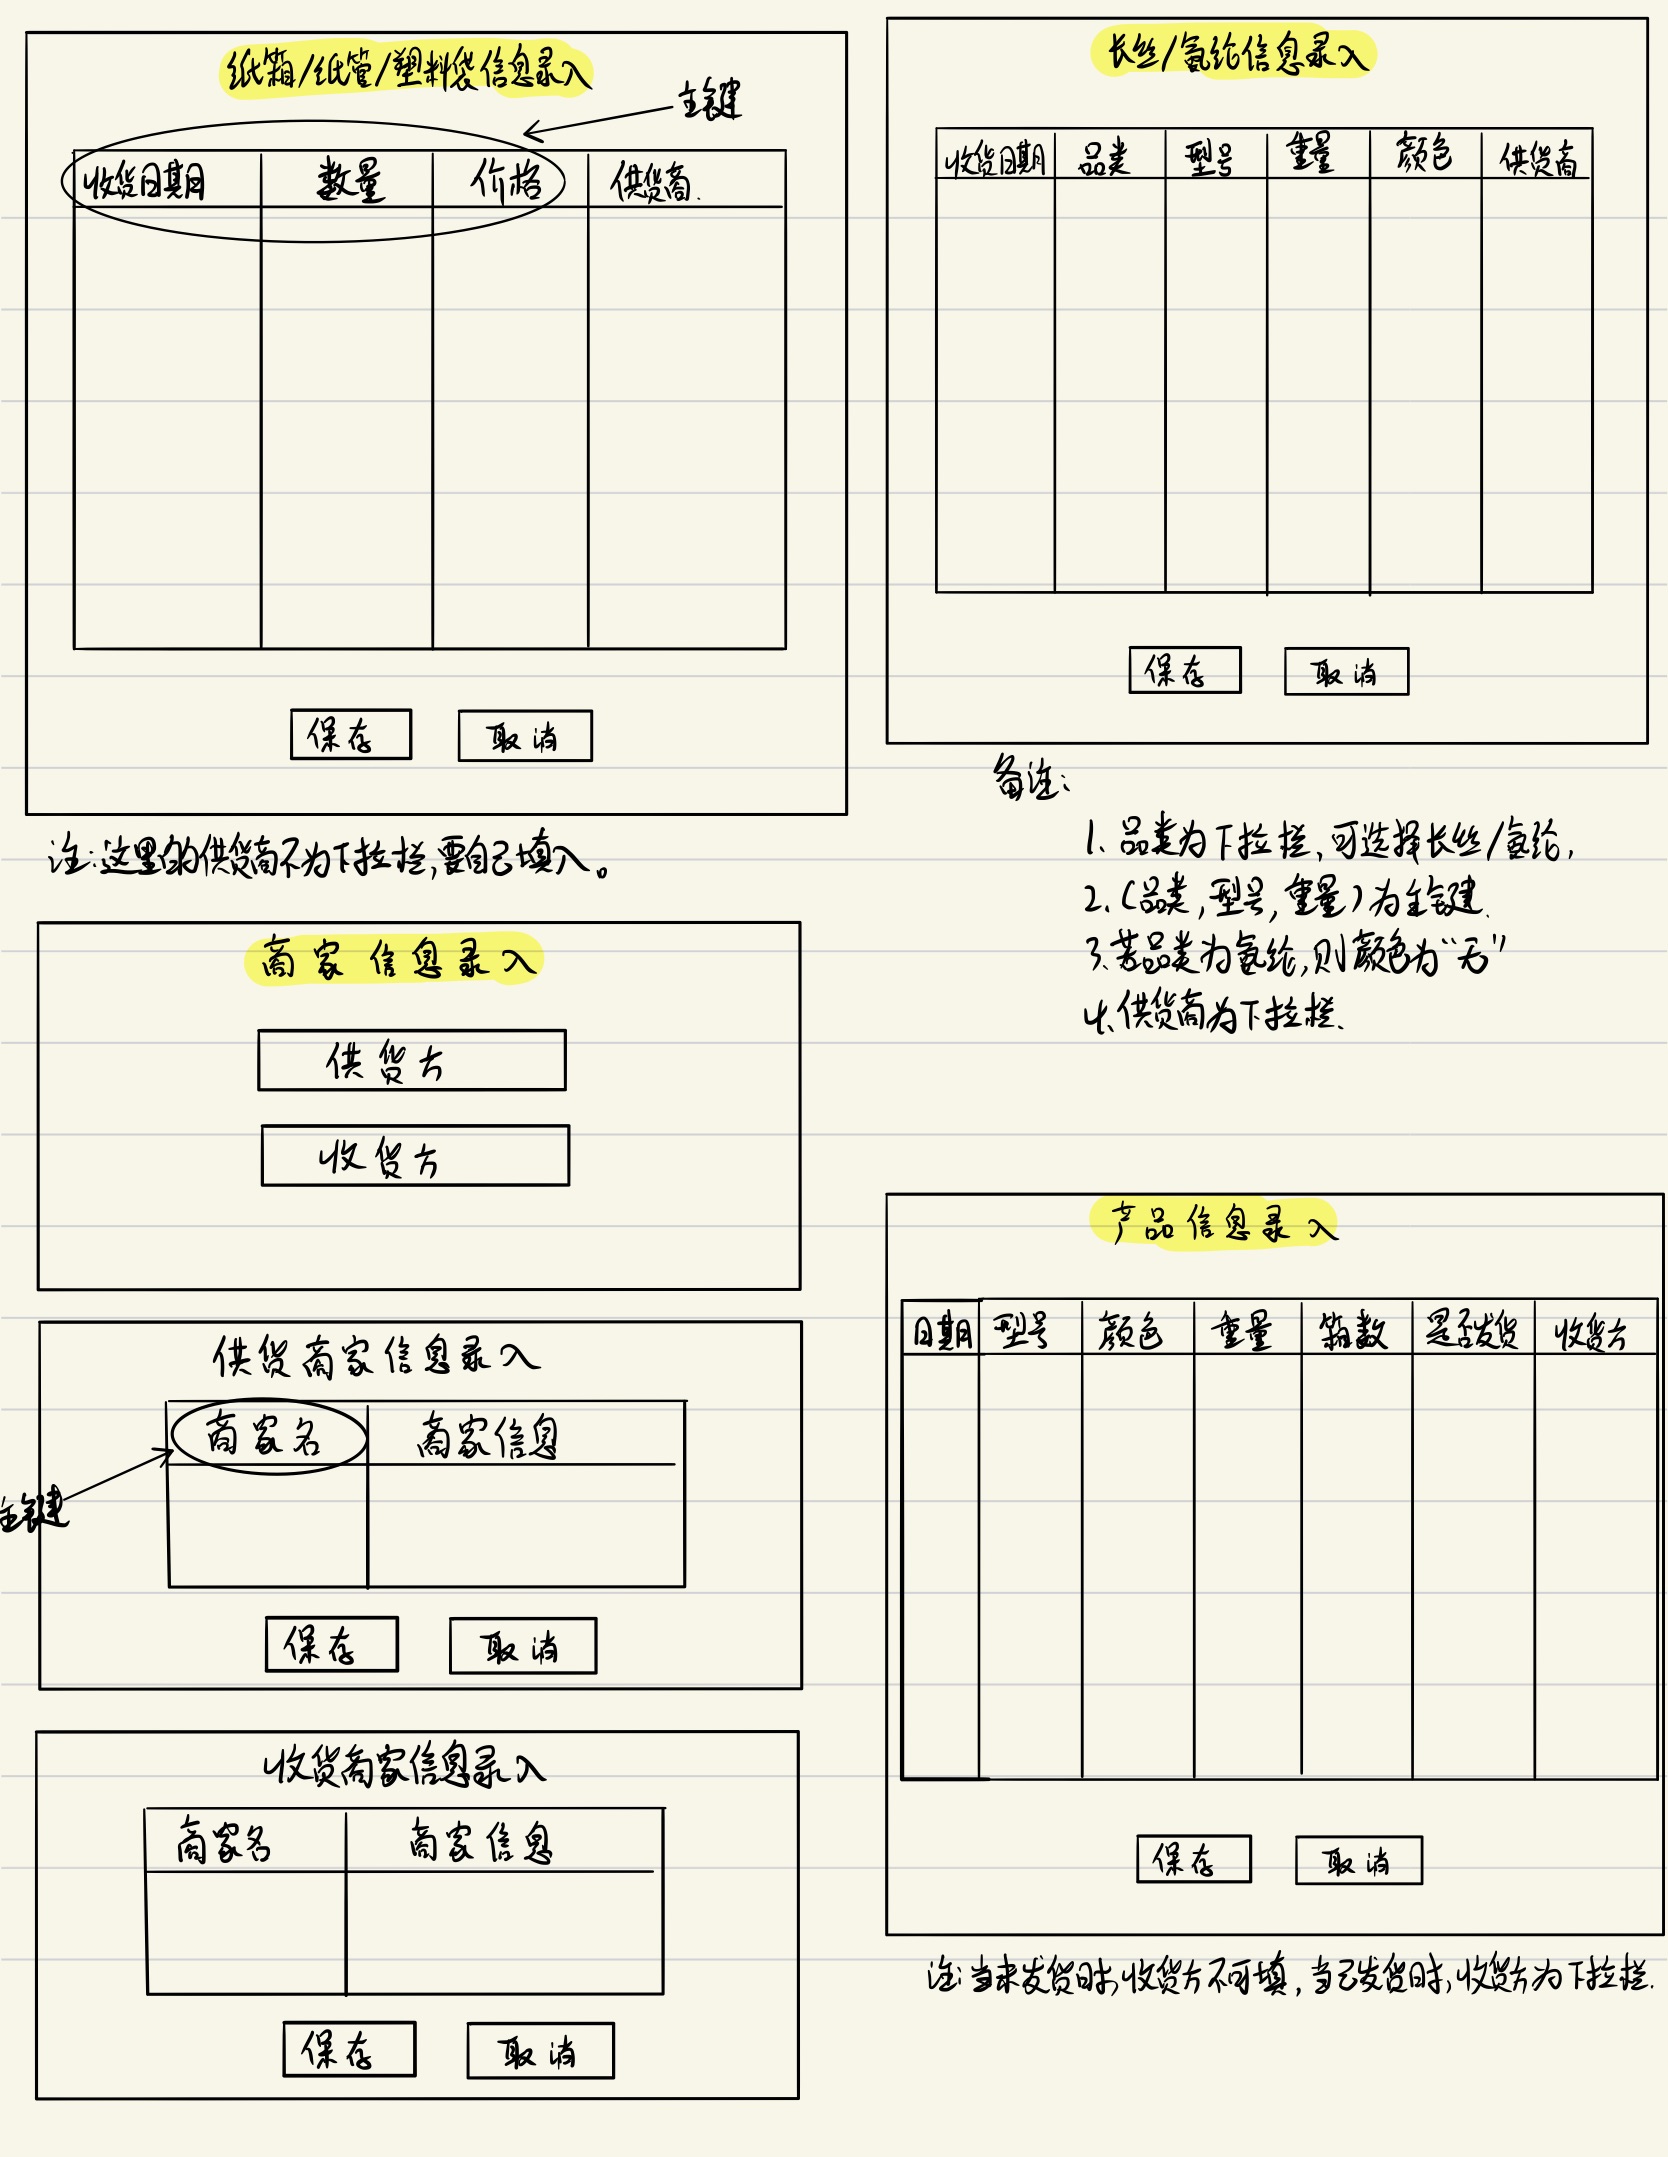 纸箱/纸管/塑料袋信息录入
主键
收货日期 数量 价格 供货商.
保存 取消
注:这里的供货商不为下拉栏,要自己填入。
商家信息录入
供货方
收货方
供货商家信息录入
商家名 商家信息
主键
保存 取消
收货商家信息录入
商家名 商家信息
保存 取消
长丝/氨纶信息录入
收货日期 品类 型号 重量 颜色 供货商
保存 取消
备注:
1、品类为下拉栏,可选择长丝/氨纶,
2、(品类,型号,重量)为主键.
3、若品类为氨纶,则颜色为“无”
4、供货商为下拉栏.
产品信息录入
日期 型号 颜色 重量 箱数 是否发货 收货方
保存 取消
注:当未发货时,收货方不可填,当已发货时,收货方为下拉栏.